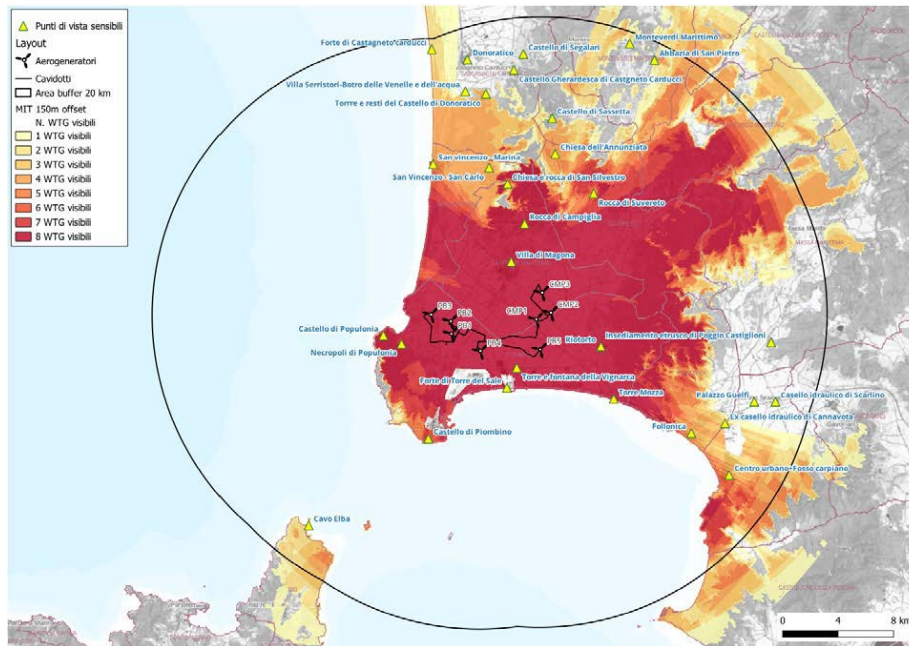 Punti di vista sensibili
Layout
Aerogeneratori
Cavidotti
Area buffer 20 km
MIT 150m offset
N. WTG visibili
1 WTG visibili
2 WTG visibili
3 WTG visibili
4 WTG visibili
5 WTG visibili
6 WTG visibili
7 WTG visibili
8 WTG visibili
Forte di Castagneto carducci
Donoratico
Castello di Segalari
Monteverdi Marittimo
Abbazia di San Pietro
Castello Gherardesca di Castgneto Carducci
Villa Serristori-Botro delle Venelle e dell'acqua
Torrre e resti del Castello di Donoratico
Castello di Sassetta
Chiesa dell'Annunziata
San vincenzo - Marina
San Vincenzo - San Carlo
Chiesa e rocca di San Silvestro
Rocca di Suvereto
Rocca di Campiglia
Villa di Magona
CMP3
PB3
PB2
CMP1
CMP2
PB1
Castello di Populonia
PB4
PB5
Riotorto
Insediamento etrusco di Poggio Castiglioni
Necropoli di Populonia
Torre e fontana della Vignarca
Forte di Torre del Sale
Torre Mozza
Palazzo Guelfi
Casello idraulico di Scarlino
Ex casello idraulico di Cannavota
Follonica
Castello di Piombino
Centro urbano-Fosso carpiano
Cavo Elba
0
4
8 km